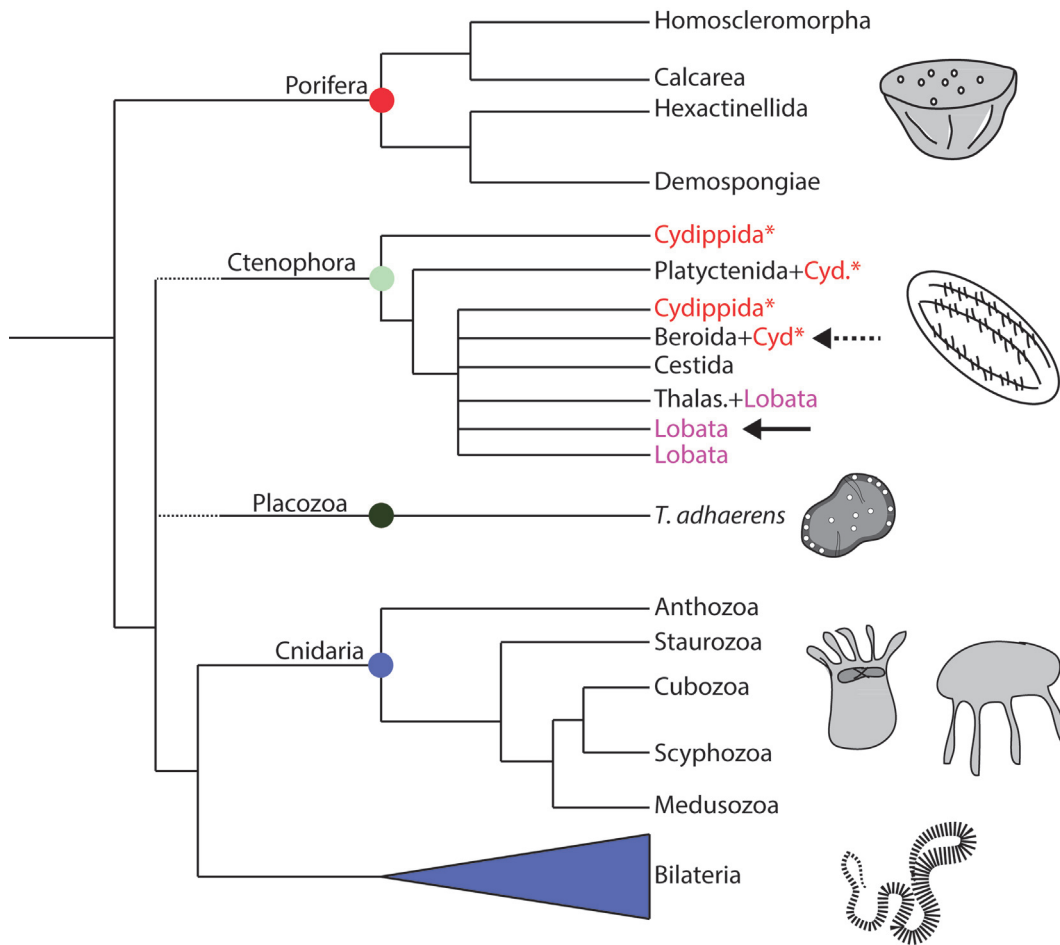 Homoscleromorpha
Porifera
Calcarea
Hexactinellida
Demospongiae
Cydippida*
Ctenophora
Platyctenida+Cyd.*
Cydippida*
Beroida+Cyd*
Cestida
Thalas.+Lobata
Lobata
Lobata
Placozoa
T. adhaerens
Anthozoa
Cnidaria
Staurozoa
Cubozoa
Scyphozoa
Medusozoa
Bilateria